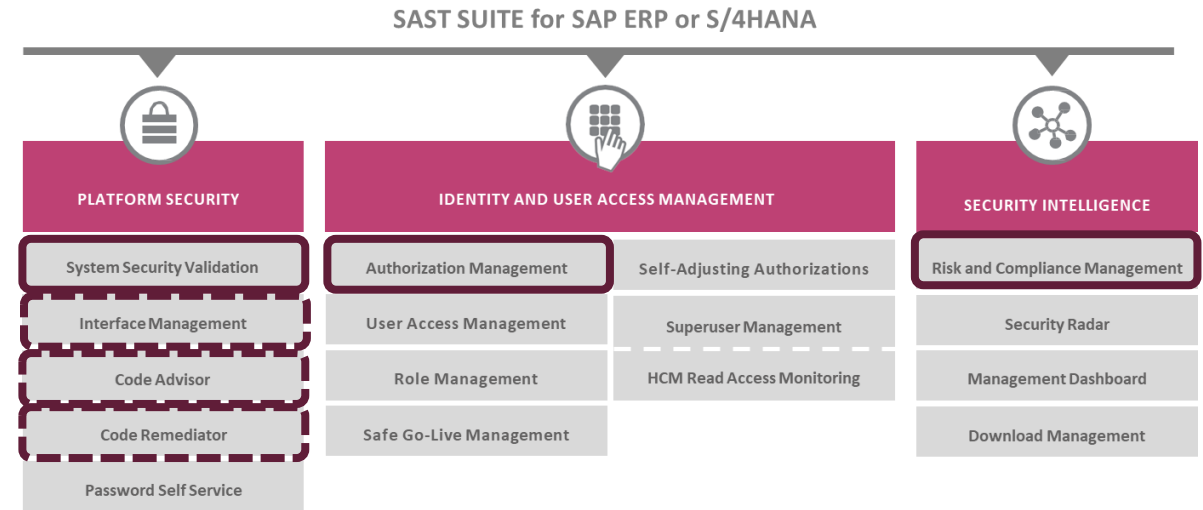 SAST SUITE for SAP ERP or S/4HANA
PLATFORM SECURITY
System Security Validation
Interface Management
Code Advisor
Code Remediator
Password Self Service
IDENTITY AND USER ACCESS MANAGEMENT
Authorization Management
User Access Management
Role Management
Safe Go-Live Management
Self-Adjusting Authorizations
Superuser Management
HCM Read Access Monitoring
SECURITY INTELLIGENCE
Risk and Compliance Management
Security Radar
Management Dashboard
Download Management